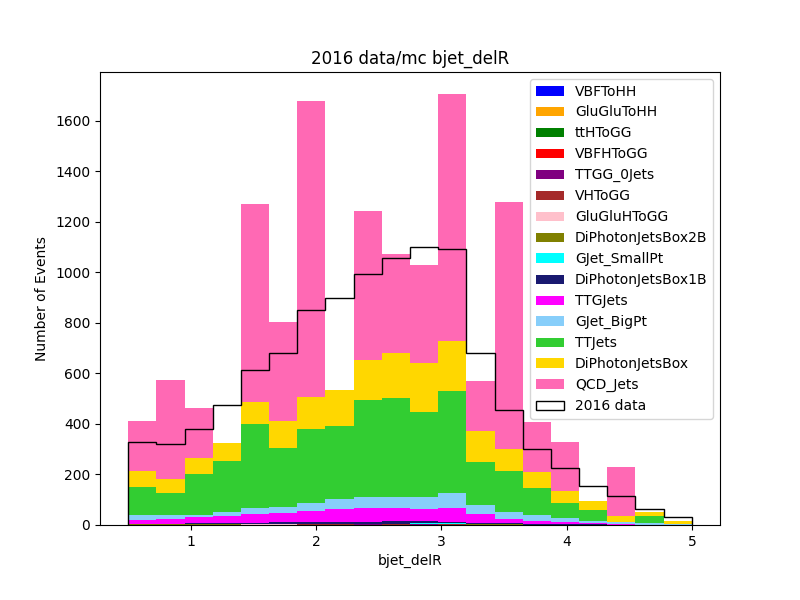 2016 data/mc bjet_delR
Number of Events
1600
1400
1200
1000
800
600
400
200
0
1
2
3
4
5
bjet_delR
VBFToHH
GluGluToHH
ttHToGG
VBFHToGG
TTGG_0Jets
VHToGG
GluGluHToGG
DiPhotonJetsBox2B
GJet_SmallPt
DiPhotonJetsBox1B
TTGJets
GJet_BigPt
TTJets
DiPhotonJetsBox
QCD_Jets
2016 data